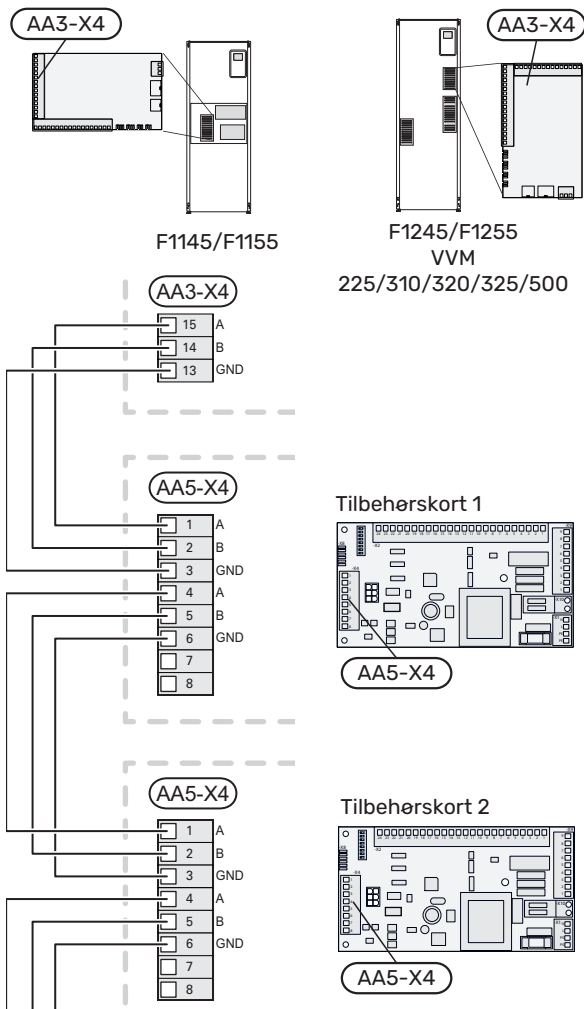 AA3-X4
AA3-X4
F1145/F1155
F1245/F1255
VVM
225/310/320/325/500
AA3-X4
15 A
14 B
13 GND
AA5-X4
1 A
2 B
3 GND
4 A
5 B
6 GND
7
8
Tilbehørskort 1
AA5-X4
AA5-X4
1 A
2 B
3 GND
4 A
5 B
6 GND
7
8
Tilbehørskort 2
AA5-X4